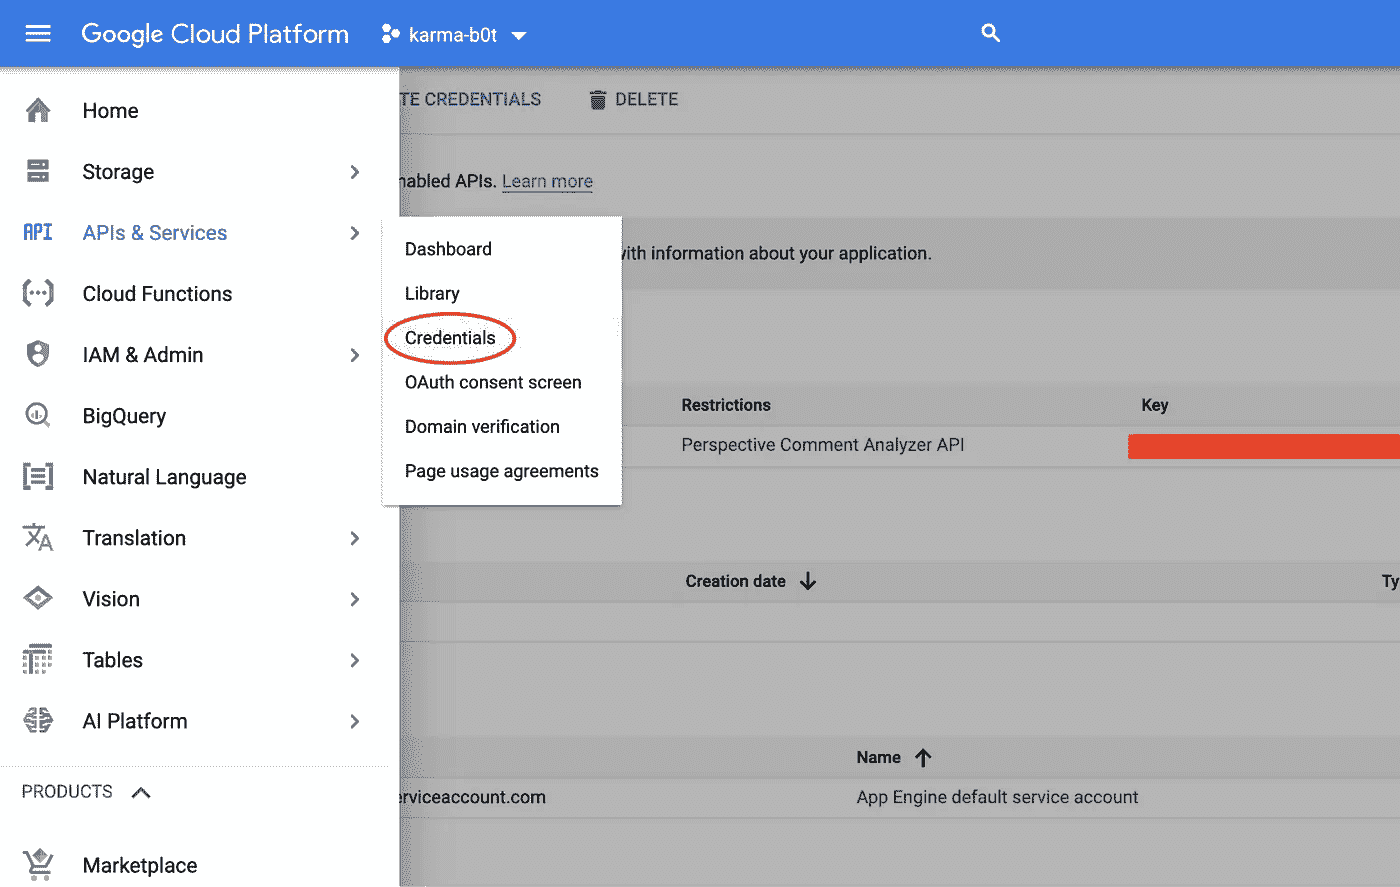 Google Cloud Platform karma-b0t
Home
Storage
API APIs & Services
Cloud Functions
IAM & Admin
BigQuery
Natural Language
Translation
Vision
Tables
AI Platform
PRODUCTS
Marketplace
Dashboard
Library
Credentials
OAuth consent screen
Domain verification
Page usage agreements
TE CREDENTIALS DELETE
nabled APIs. Learn more
with information about your application.
Restrictions Key
Perspective Comment Analyzer API
Creation date Ty
Name
erviceaccount.com App Engine default service account